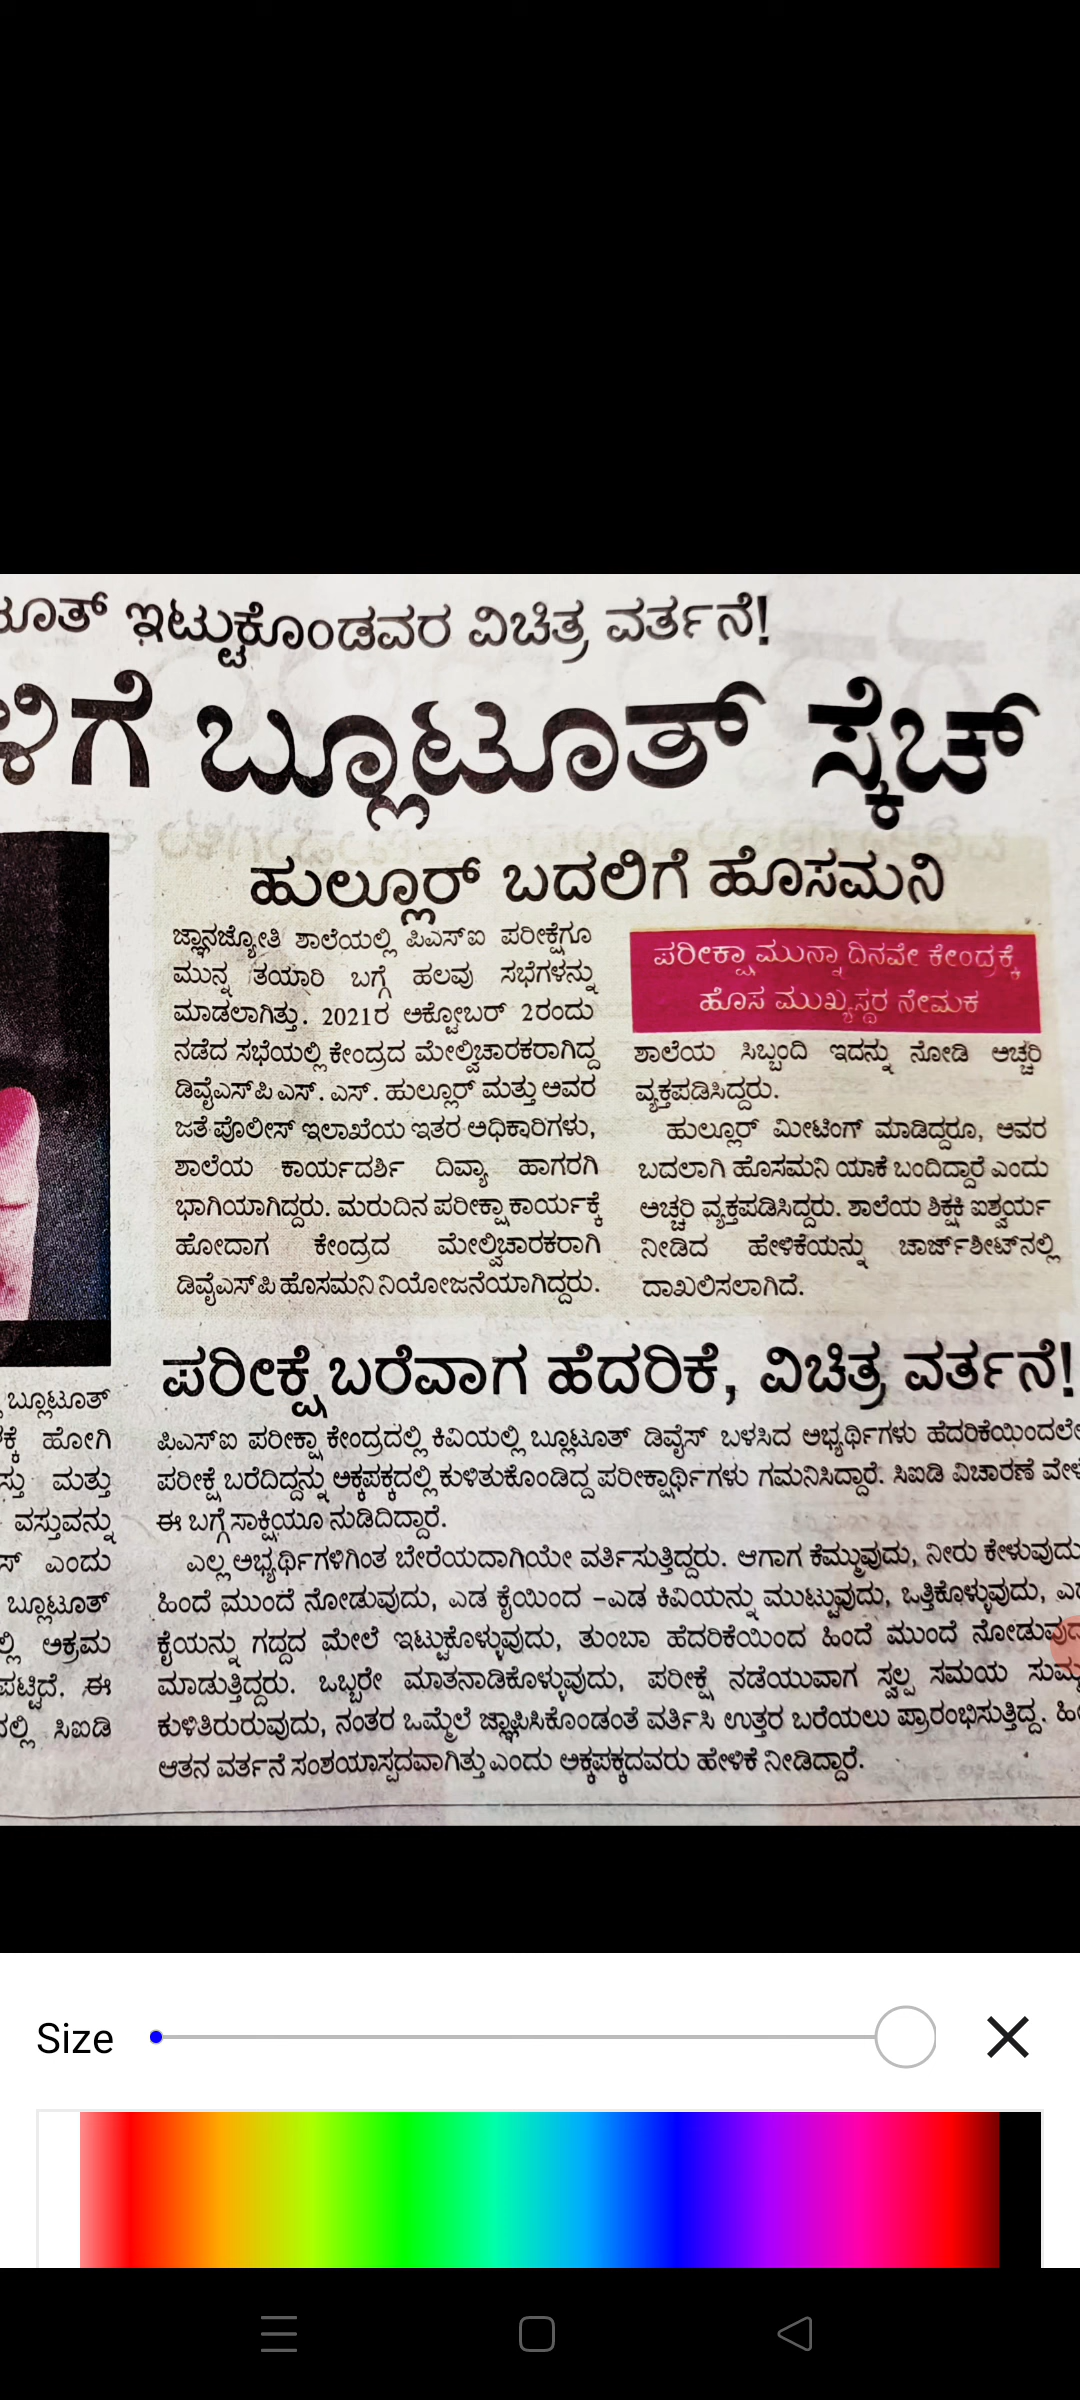 ಇಟ್ಟುಕೊಂಡವರ ವಿಚಿತ್ರ ವರ್ತನೆ!
ಬ್ಲೂಟೂತ್ ಸ್ಕೆಚ್
ಹುಲ್ಲೂರ್ ಬದಲಿಗೆ ಹೊಸಮನಿ
ಜ್ಞಾನಜ್ಯೋತಿ ಶಾಲೆಯಲ್ಲಿ ಪಿಎಸ್‌ಐ ಪರೀಕ್ಷೆಗೂ
ಮುನ್ನ ತಯಾರಿ ಬಗ್ಗೆ ಹಲವು ಸಭೆಗಳನ್ನು
ಮಾಡಲಾಗಿತ್ತು. 2021ರ ಅಕ್ಟೋಬರ್ 2ರಂದು
ನಡೆದ ಸಭೆಯಲ್ಲಿ ಕೇಂದ್ರದ ಮೇಲ್ವಿಚಾರಕರಾಗಿದ್ದ
ಡಿವೈಎಸ್‌ಪಿ ಎಸ್. ಎಸ್. ಹುಲ್ಲೂರ್ ಮತ್ತು ಅವರ
ಜತೆ ಪೊಲೀಸ್ ಇಲಾಖೆಯ ಇತರ ಅಧಿಕಾರಿಗಳು,
ಶಾಲೆಯ ಕಾರ್ಯದರ್ಶಿ ದಿವ್ಯಾ ಹಾಗರಗಿ
ಭಾಗಿಯಾಗಿದ್ದರು. ಮರುದಿನ ಪರೀಕ್ಷಾ ಕಾರ್ಯಕ್ಕೆ
ಹೋದಾಗ ಕೇಂದ್ರದ ಮೇಲ್ವಿಚಾರಕರಾಗಿ
ಡಿವೈಎಸ್‌ಪಿ ಹೊಸಮನಿ ನಿಯೋಜನೆಯಾಗಿದ್ದರು.
ಪರೀಕ್ಷಾ ಮುನ್ನಾ ದಿನವೇ ಕೇಂದ್ರಕ್ಕೆ
ಹೊಸ ಮುಖ್ಯಸ್ಥರ ನೇಮಕ
ಶಾಲೆಯ ಸಿಬ್ಬಂದಿ ಇದನ್ನು ನೋಡಿ ಅಚ್ಚರಿ
ವ್ಯಕ್ತಪಡಿಸಿದ್ದರು.
ಹುಲ್ಲೂರ್ ಮೀಟಿಂಗ್ ಮಾಡಿದ್ದರೂ, ಅವರ
ಬದಲಾಗಿ ಹೊಸಮನಿ ಯಾಕೆ ಬಂದಿದ್ದಾರೆ ಎಂದು
ಅಚ್ಚರಿ ವ್ಯಕ್ತಪಡಿಸಿದ್ದರು. ಶಾಲೆಯ ಶಿಕ್ಷಕಿ ಐಶ್ವರ್ಯ
ನೀಡಿದ ಹೇಳಿಕೆಯನ್ನು ಚಾರ್ಜ್‌ಶೀಟ್‌ನಲ್ಲಿ
ದಾಖಲಿಸಲಾಗಿದೆ.
ಬ್ಲೂಟೂತ್
ಹೋಗಿ
ಮತ್ತು
ವಸ್ತುವನ್ನು
ಎಂದು
ಬ್ಲೂಟೂತ್
ಅಕ್ರಮ
ಈ
ಸಿಐಡಿ
ಪರೀಕ್ಷೆ ಬರೆವಾಗ ಹೆದರಿಕೆ, ವಿಚಿತ್ರ ವರ್ತನೆ!
ಪಿಎಸ್‌ಐ ಪರೀಕ್ಷಾ ಕೇಂದ್ರದಲ್ಲಿ ಕಿವಿಯಲ್ಲಿ ಬ್ಲೂಟೂತ್ ಡಿವೈಸ್ ಬಳಸಿದ ಅಭ್ಯರ್ಥಿಗಳು ಹೆದರಿಕೆಯಿಂದಲೇ
ಪರೀಕ್ಷೆ ಬರೆದಿದ್ದನ್ನು ಅಕ್ಕಪಕ್ಕದಲ್ಲಿ ಕುಳಿತುಕೊಂಡಿದ್ದ ಪರೀಕ್ಷಾರ್ಥಿಗಳು ಗಮನಿಸಿದ್ದಾರೆ. ಸಿಐಡಿ ವಿಚಾರಣೆ
ಈ ಬಗ್ಗೆ ಸಾಕ್ಷಿಯೂ ನುಡಿದಿದ್ದಾರೆ.
ಎಲ್ಲ ಅಭ್ಯರ್ಥಿಗಳಿಗಿಂತ ಬೇರೆಯದಾಗಿಯೇ ವರ್ತಿಸುತ್ತಿದ್ದರು. ಆಗಾಗ ಕೆಮ್ಮುವುದು, ನೀರು ಕೇಳುವುದು
ಹಿಂದೆ ಮುಂದೆ ನೋಡುವುದು, ಎಡ ಕೈಯಿಂದ –ಎಡ ಕಿವಿಯನ್ನು ಮುಟ್ಟುವುದು, ಒತ್ತಿಕೊಳ್ಳುವುದು,
ಕೈಯನ್ನು ಗದ್ದದ ಮೇಲೆ ಇಟ್ಟುಕೊಳ್ಳುವುದು, ತುಂಬಾ ಹೆದರಿಕೆಯಿಂದ ಹಿಂದೆ ಮುಂದೆ
ಮಾಡುತ್ತಿದ್ದರು. ಒಬ್ಬರೇ ಮಾತನಾಡಿಕೊಳ್ಳುವುದು, ಪರೀಕ್ಷೆ ನಡೆಯುವಾಗ ಸ್ವಲ್ಪ ಸಮಯ
ಕುಳಿತಿರುರುವುದು, ನಂತರ ಒಮ್ಮೆಲೆ ಜ್ಞಾಪಿಸಿಕೊಂಡಂತೆ ವರ್ತಿಸಿ ಉತ್ತರ ಬರೆಯಲು ಪ್ರಾರಂಭಿಸುತ್ತಿದ್ದ.
ಆತನ ವರ್ತನೆ ಸಂಶಯಾಸ್ಪದವಾಗಿತ್ತು ಎಂದು ಅಕ್ಕಪಕ್ಕದವರು ಹೇಳಿಕೆ ನೀಡಿದ್ದಾರೆ.
Size